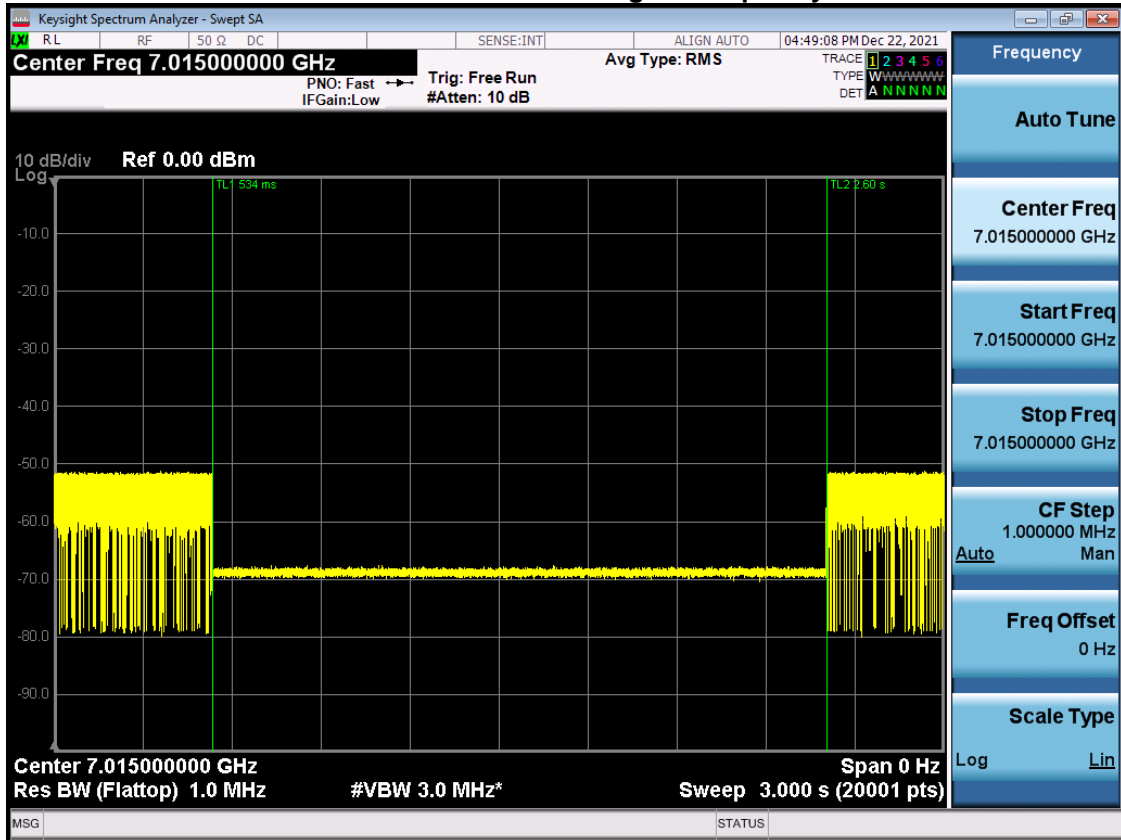 Keysight Spectrum Analyzer - Swept SA
LXI RL RF 50 Ω DC SENSE:INT ALIGN AUTO 04:49:08 PM Dec 22, 2021
Center Freq 7.015000000 GHz
PNO: Fast
IFGain:Low
Trig: Free Run
#Atten: 10 dB
Avg Type: RMS
TRACE 1 2 3 4 5 6
TYPE WWWWWW
DET A N N N N N
10 dB/div Ref 0.00 dBm
Log
TL1 534 ms TL2 2.60 s
-10.0
-20.0
-30.0
-40.0
-50.0
-60.0
-70.0
-80.0
-90.0
Center 7.015000000 GHz Span 0 Hz
Res BW (Flattop) 1.0 MHz #VBW 3.0 MHz* Sweep 3.000 s (20001 pts)
MSG STATUS
Frequency
Auto Tune
Center Freq
7.015000000 GHz
Start Freq
7.015000000 GHz
Stop Freq
7.015000000 GHz
CF Step
1.000000 MHz
Auto Man
Freq Offset
0 Hz
Scale Type
Log Lin